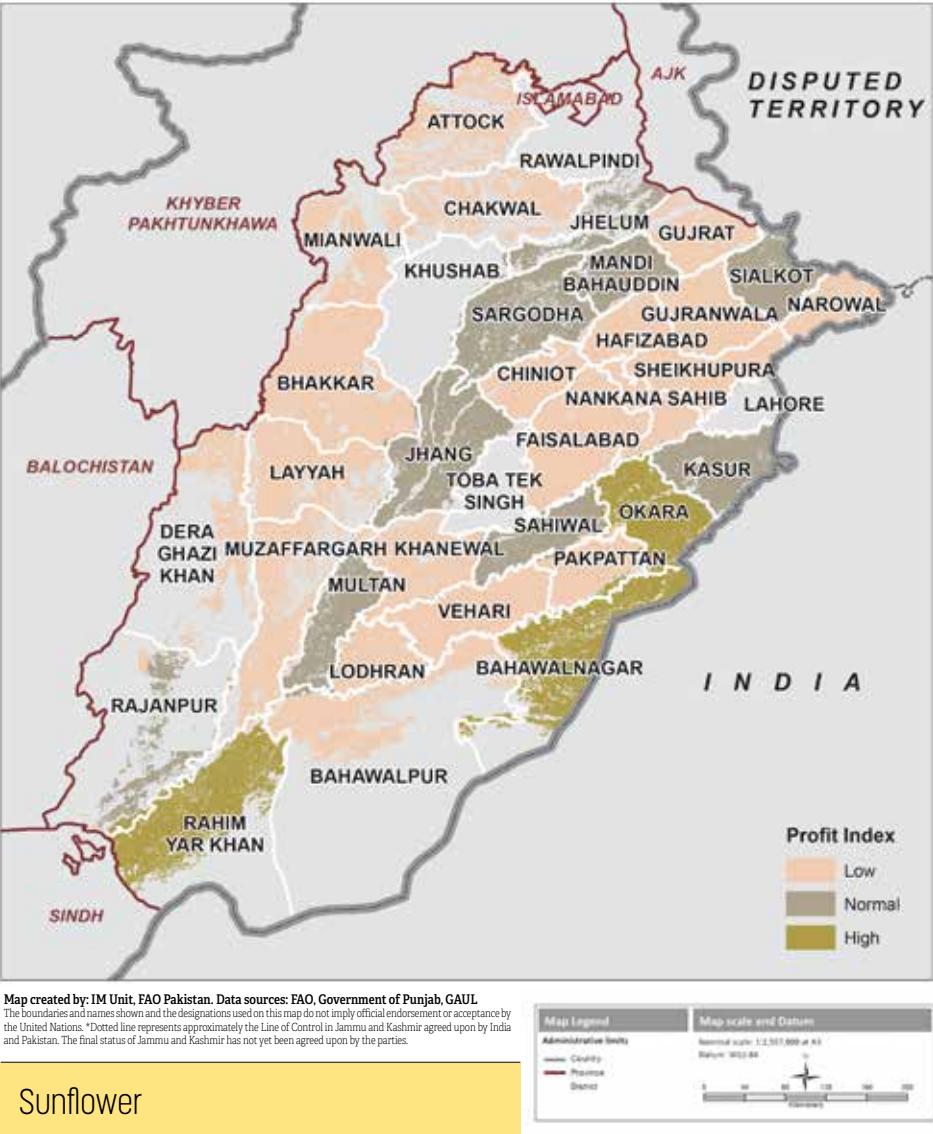 AJK
DISPUTED
TERRITORY
ISLAMABAD
ATTOCK
RAWALPINDI
KHYBER
PAKHTUNKHAWA
CHAKWAL
JHELUM
GUJRAT
MIANWALI
KHUSHAB
MANDI
BAHAUDDIN
SIALKOT
NAROWAL
SARGODHA
GUJRANWALA
HAFIZABAD
BHAKKAR
CHINIOT
SHEIKHUPURA
NANKANA SAHIB
LAHORE
FAISALABAD
BALOCHISTAN
LAYYAH
JHANG
KASUR
TOBA TEK
SINGH
OKARA
SAHIWAL
DERA
GHAZI
KHAN
MUZAFFARGARH
KHANEWAL
PAKPATTAN
MULTAN
VEHARI
LODHRAN
BAHAWALNAGAR
INDIA
RAJANPUR
BAHAWALPUR
RAHIM
YAR KHAN
SINDH
Profit Index
Low
Normal
High
Map created by: IM Unit, FAO Pakistan. Data sources: FAO, Government of Punjab, GAUL
The boundaries and names shown and the designations used on this map do not imply official endorsement or acceptance by
the United Nations. *Dotted line represents approximately the Line of Control in Jammu and Kashmir agreed upon by India
and Pakistan. The final status of Jammu and Kashmir has not yet been agreed upon by the parties.
Map Legend
Administrative limits
Country
Province
District
Map scale and Datum
Sunflower